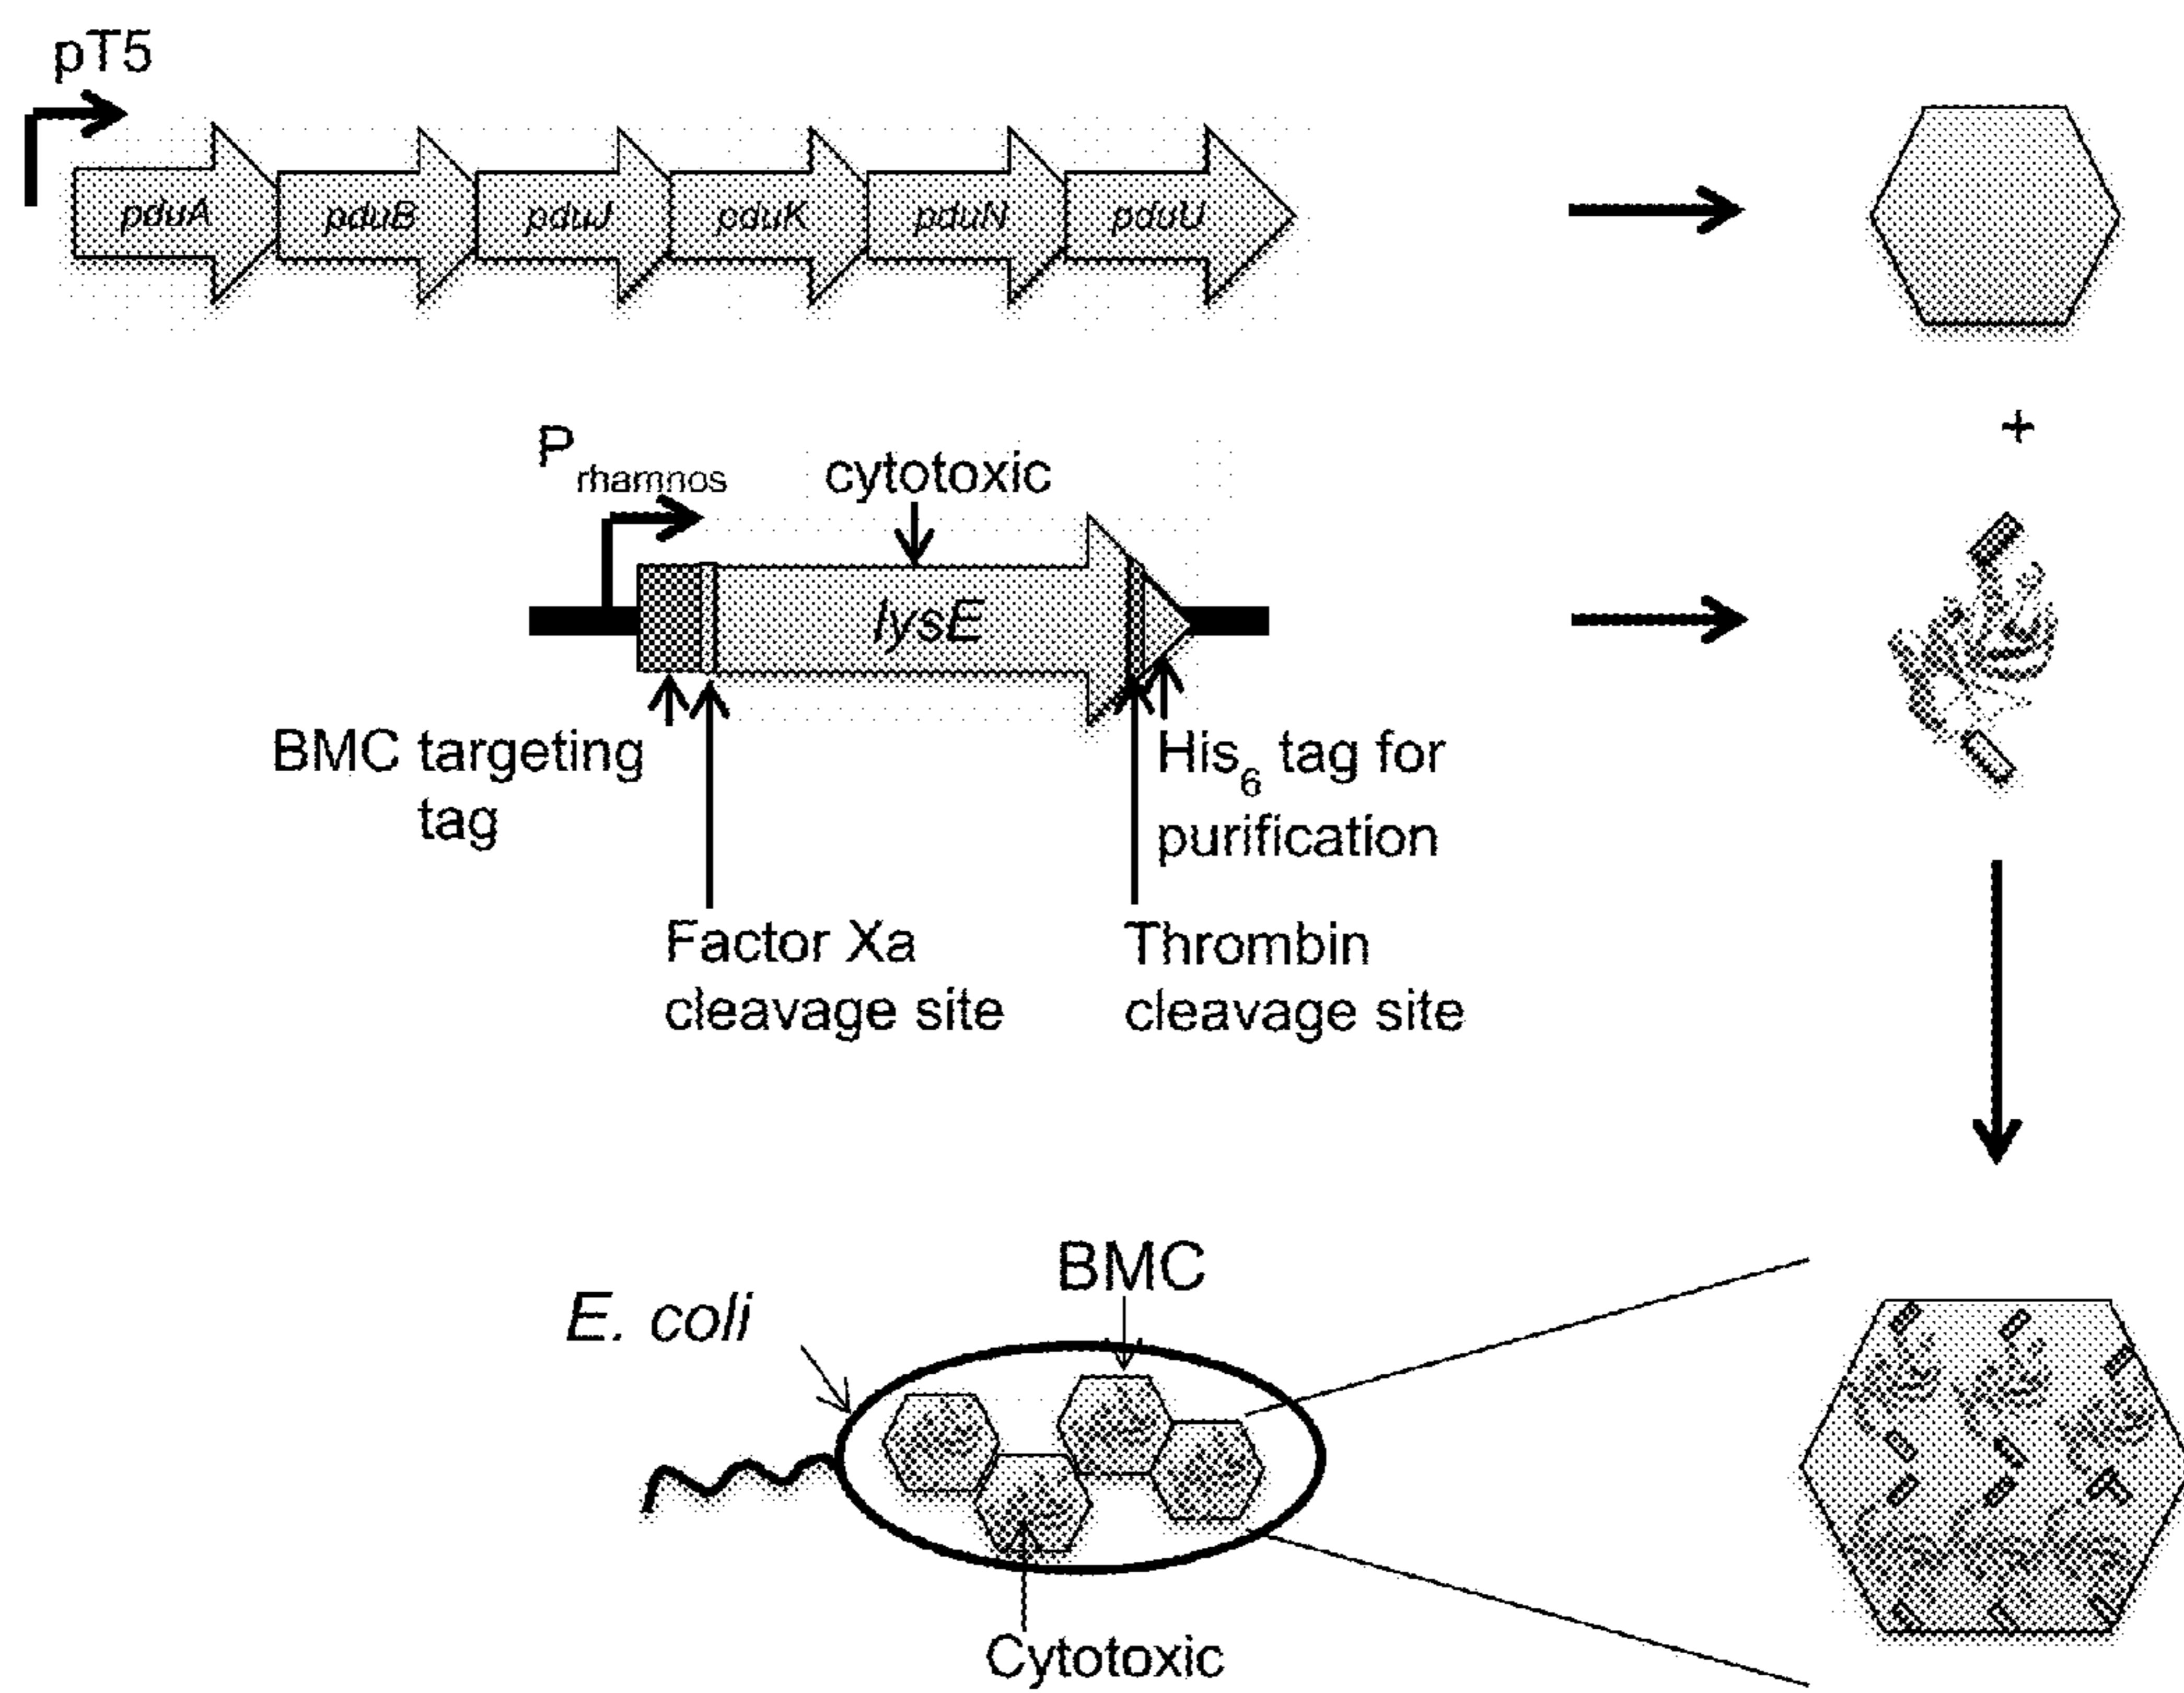 pT5
pduA pduB pduJ pduK pduN pduU
+
P rhamnos
cytotoxic
lysE
BMC targeting
tag
His6 tag for
purification
Factor Xa
cleavage site
Thrombin
cleavage site
BMC
E. coli
Cytotoxic